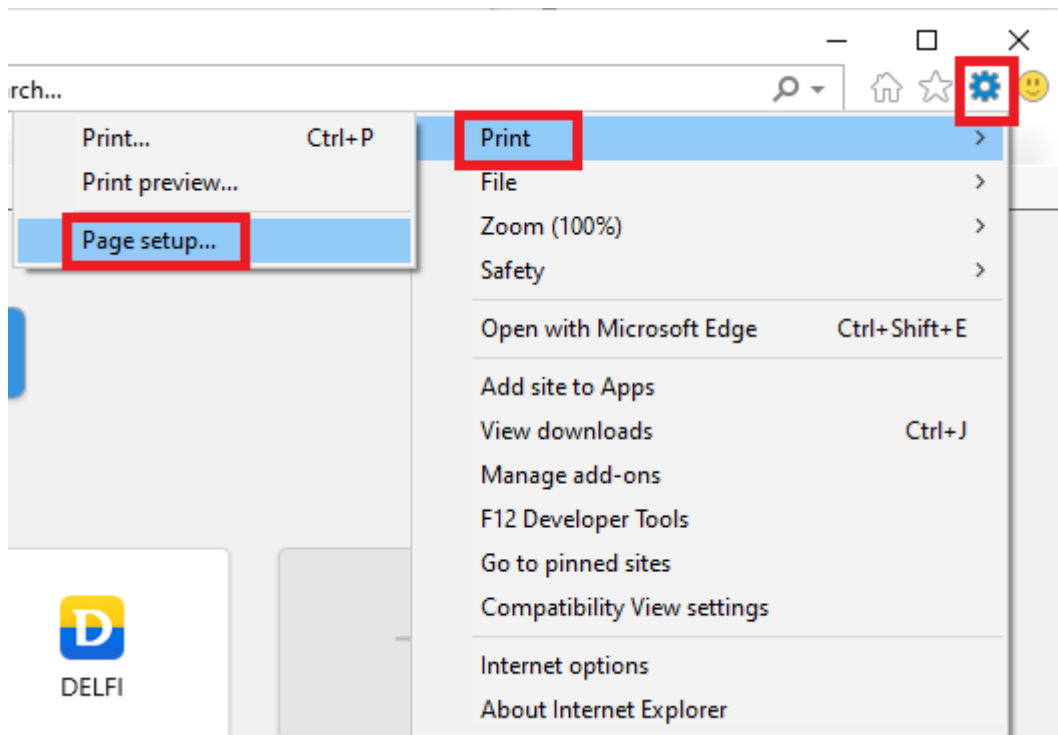 rch...
Print... Ctrl+P
Print preview...
Page setup...
Print
File
Zoom (100%)
Safety
Open with Microsoft Edge Ctrl+Shift+E
Add site to Apps
View downloads Ctrl+J
Manage add-ons
F12 Developer Tools
Go to pinned sites
Compatibility View settings
Internet options
About Internet Explorer
D
DELFI